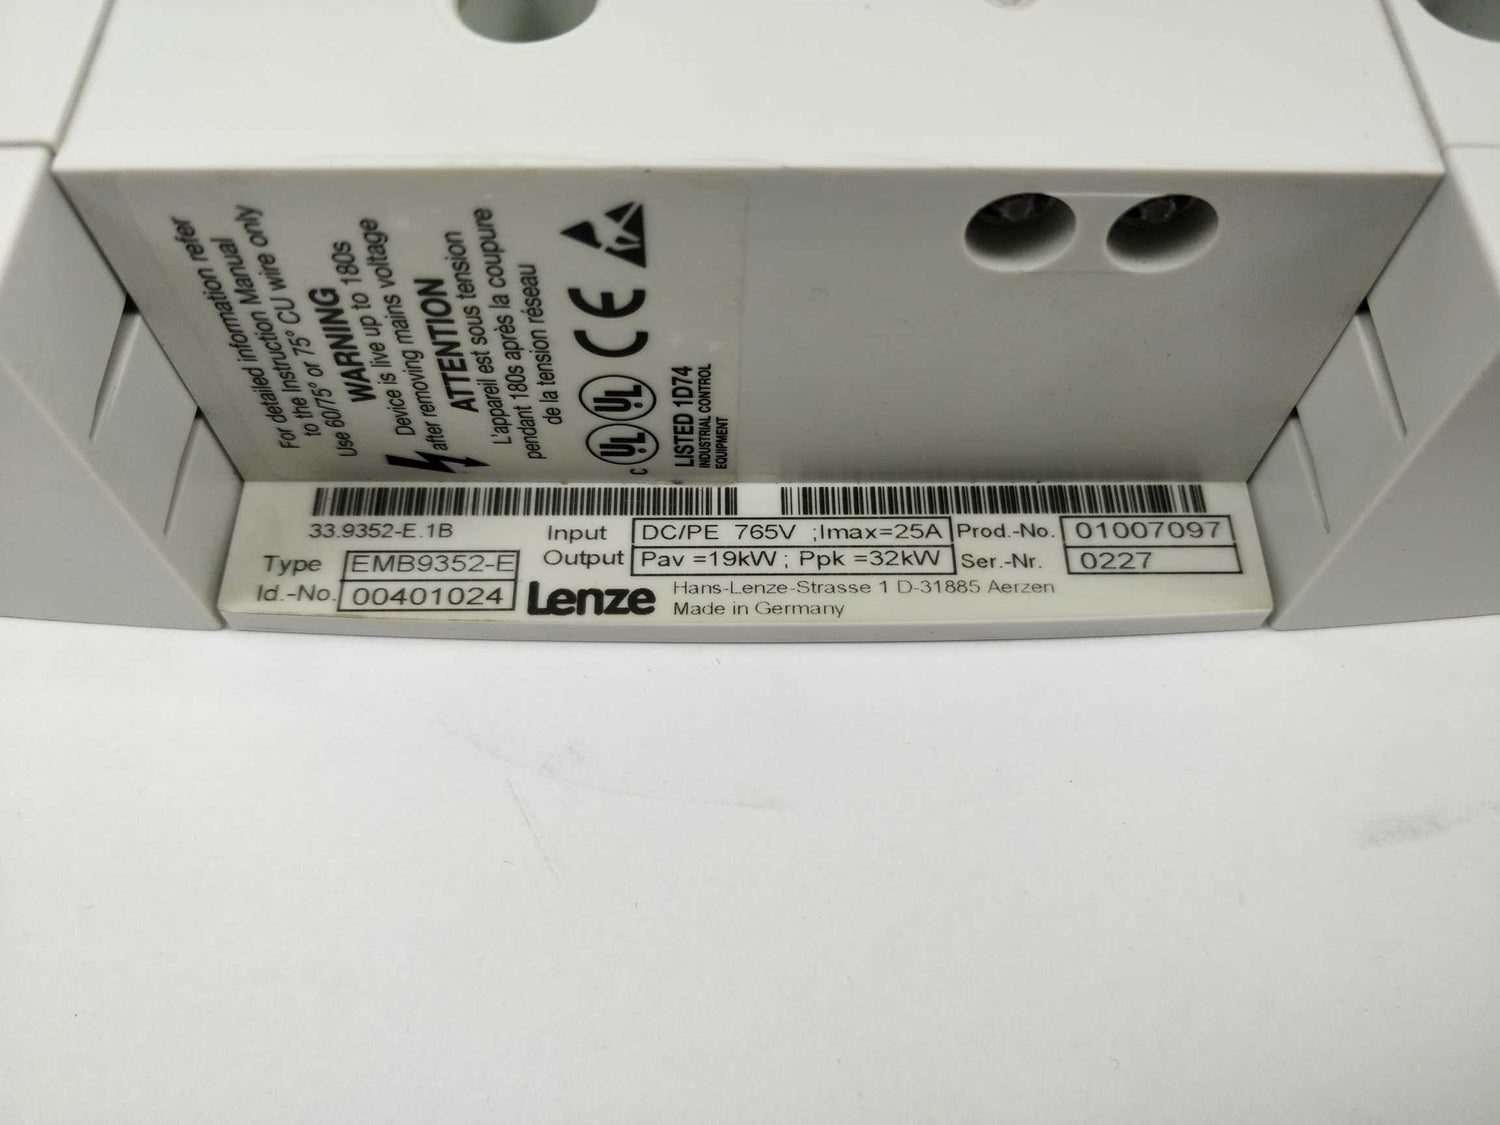 For detailed information refer
to the Instruction Manual only
Use 60/75° or 75° CU wire only
WARNING
Device is live up to 180s
after removing mains voltage
ATTENTION
L'appareil est sous tension
pendant 180s après la coupure
de la tension réseau
C UL UL CE
LISTED 1D74
INDUSTRIAL CONTROL
EQUIPMENT
33.9352-E.1B
Type EMB9352-E
Id.-No. 00401024
Input DC/PE 765V ;Imax=25A
Output Pav =19kW ; Ppk =32kW
Prod.-No. 01007097
Ser.-Nr. 0227
Lenze
Hans-Lenze-Strasse 1 D-31885 Aerzen
Made in Germany